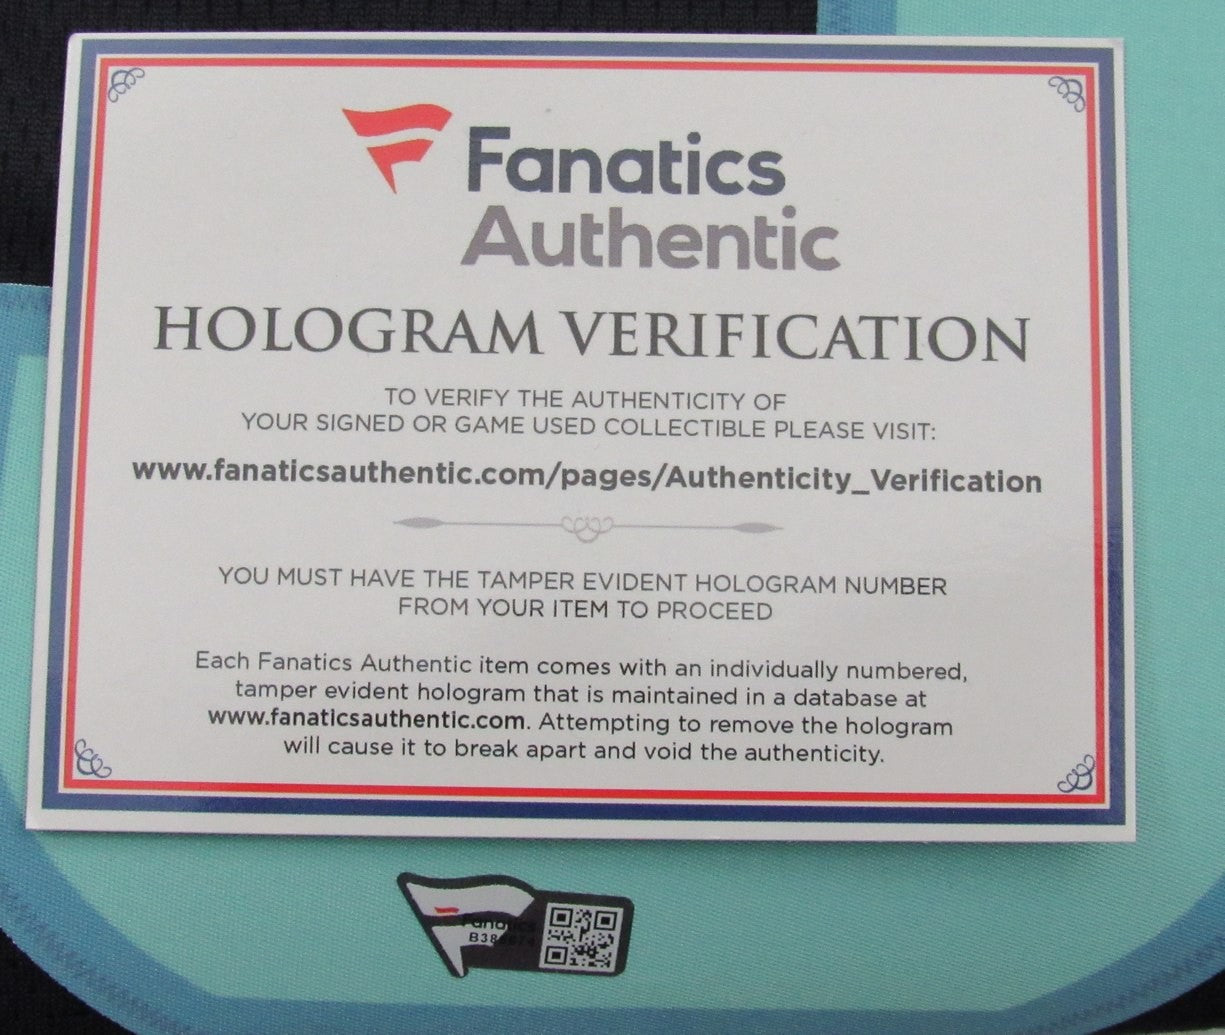 Fanatics
Authentic
HOLOGRAM VERIFICATION
TO VERIFY THE AUTHENTICITY OF
YOUR SIGNED OR GAME USED COLLECTIBLE PLEASE VISIT:
www.fanaticsauthentic.com/pages/Authenticity_Verification
YOU MUST HAVE THE TAMPER EVIDENT HOLOGRAM NUMBER
FROM YOUR ITEM TO PROCEED
Each Fanatics Authentic item comes with an individually numbered,
tamper evident hologram that is maintained in a database at
www.fanaticsauthentic.com. Attempting to remove the hologram
will cause it to break apart and void the authenticity.
Fanatics